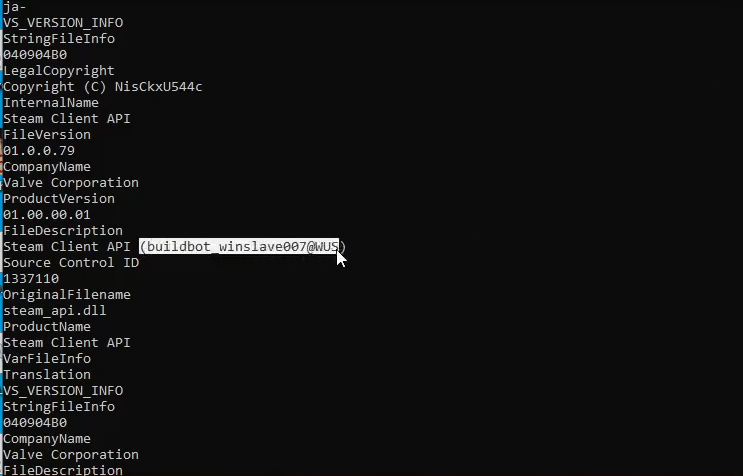 ja-
VS_VERSION_INFO
StringFileInfo
040904B0
LegalCopyright
Copyright (C) NisCkxU544c
InternalName
Steam Client API
FileVersion
01.0.0.79
CompanyName
Valve Corporation
ProductVersion
01.00.00.01
FileDescription
Steam Client API (buildbot_winslave007@WUS)
Source Control ID
1337110
OriginalFilename
steam_api.dll
ProductName
Steam Client API
VarFileInfo
Translation
VS_VERSION_INFO
StringFileInfo
040904B0
CompanyName
Valve Corporation
FileDescription